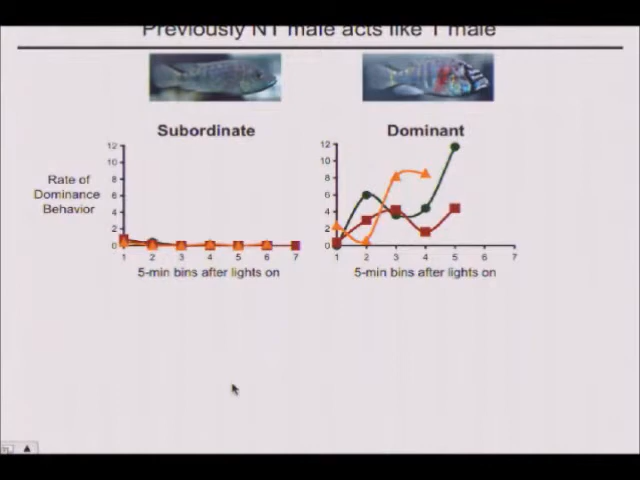 Previously NT male acts like T male
Subordinate
Dominant
Rate of
Dominance
Behavior
12
10
8
6
4
2
0
1 2 3 4 5 6 7
5-min bins after lights on
12
10
8
6
4
2
0
1 2 3 4 5 6 7
5-min bins after lights on